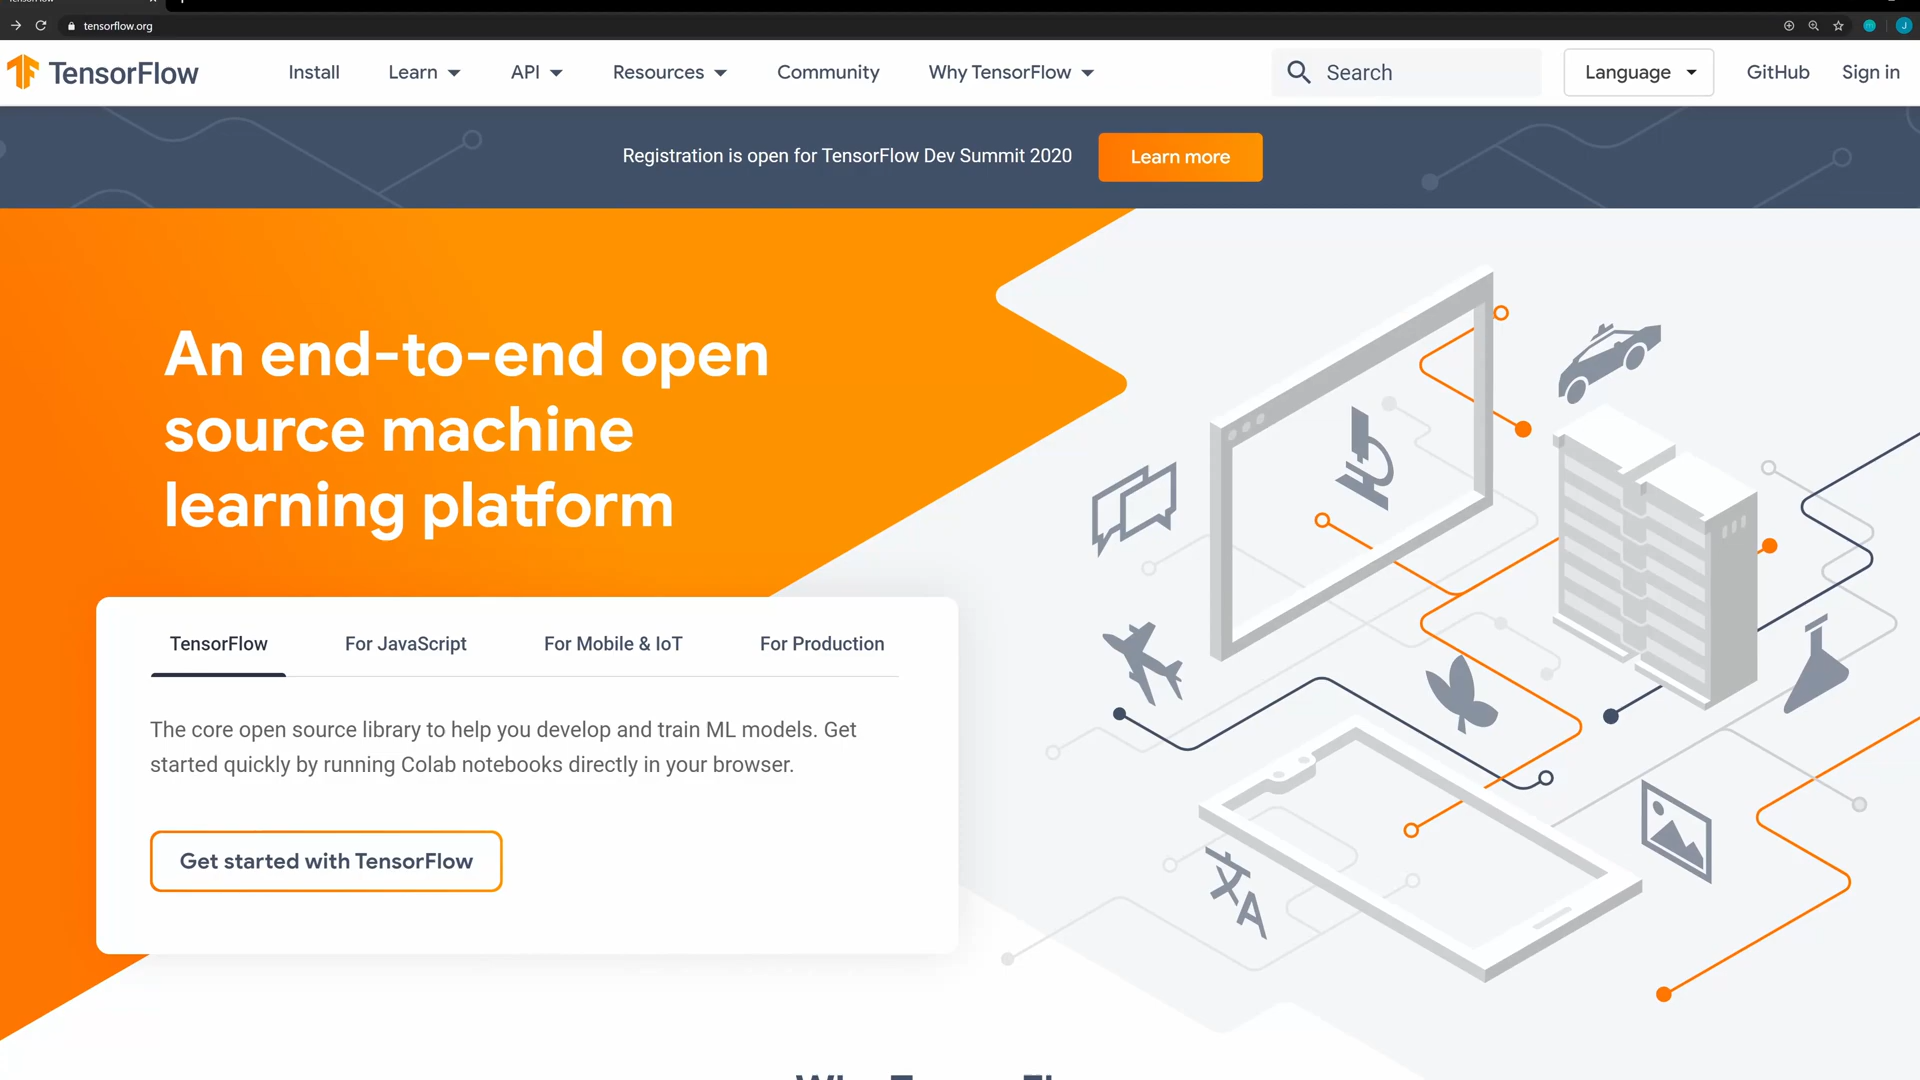 tensorflow.org
TensorFlow
Install
Learn
API
Resources
Community
Why TensorFlow
Search
Language
GitHub
Sign in
Registration is open for TensorFlow Dev Summit 2020
Learn more
An end-to-end open
source machine
learning platform
TensorFlow
For JavaScript
For Mobile & IoT
For Production
The core open source library to help you develop and train ML models. Get
started quickly by running Colab notebooks directly in your browser.
Get started with TensorFlow
文A